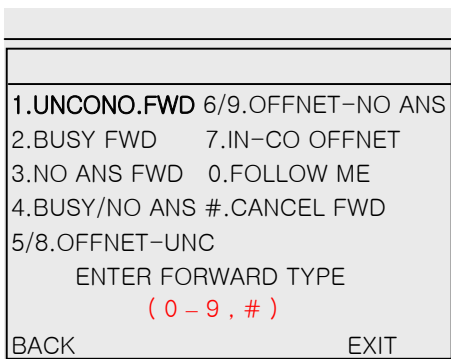 1.UNCONO.FWD 6/9.OFFNET-NO ANS
2.BUSY FWD 7.IN-CO OFFNET
3.NO ANS FWD 0.FOLLOW ME
4.BUSY/NO ANS #.CANCEL FWD
5/8.OFFNET-UNC
ENTER FORWARD TYPE
( 0 – 9 , # )
BACK EXIT